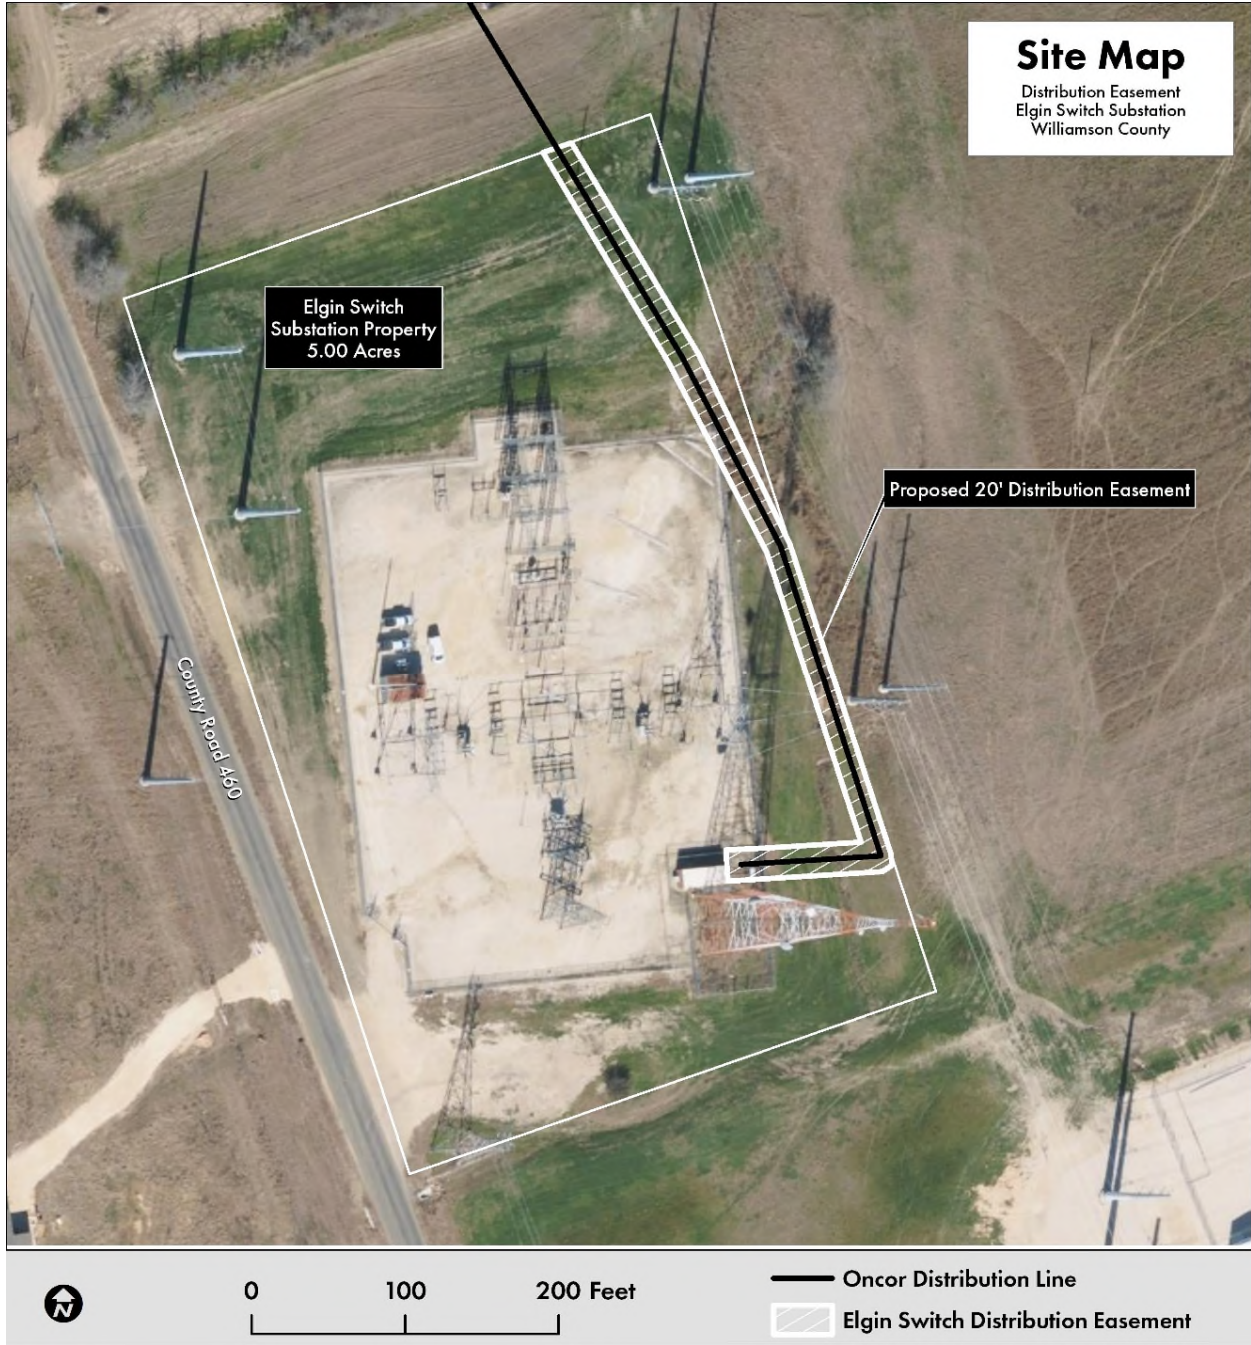 Site Map
Distribution Easement
Elgin Switch Substation
Williamson County
Elgin Switch
Substation Property
5.00 Acres
Proposed 20' Distribution Easement
County Road 460
N
0 100 200 Feet
Oncor Distribution Line
Elgin Switch Distribution Easement